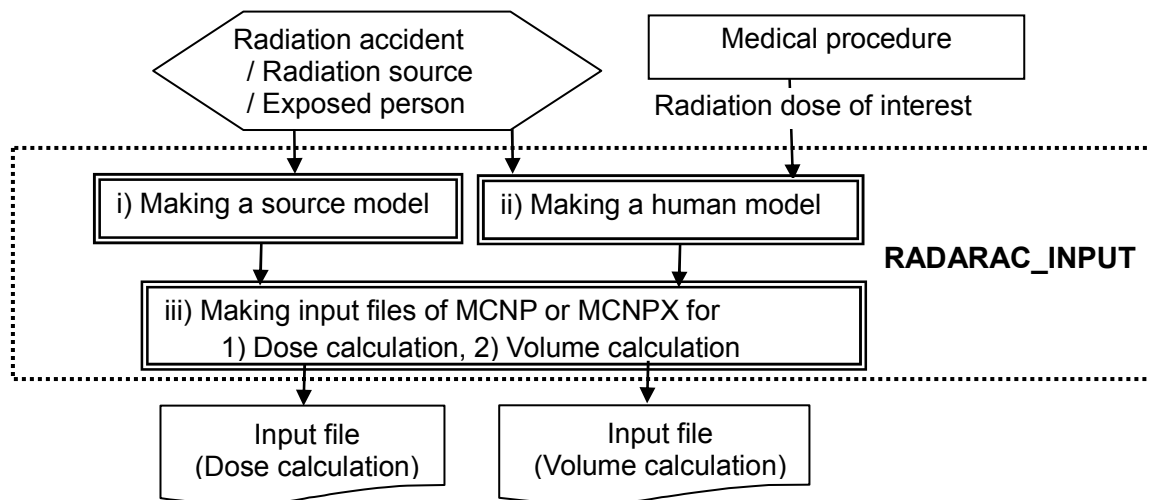 Radiation accident
/ Radiation source
/ Exposed person
Medical procedure
Radiation dose of interest
i) Making a source model
ii) Making a human model
RADARAC_INPUT
iii) Making input files of MCNP or MCNPX for
1) Dose calculation, 2) Volume calculation
Input file
(Dose calculation)
Input file
(Volume calculation)